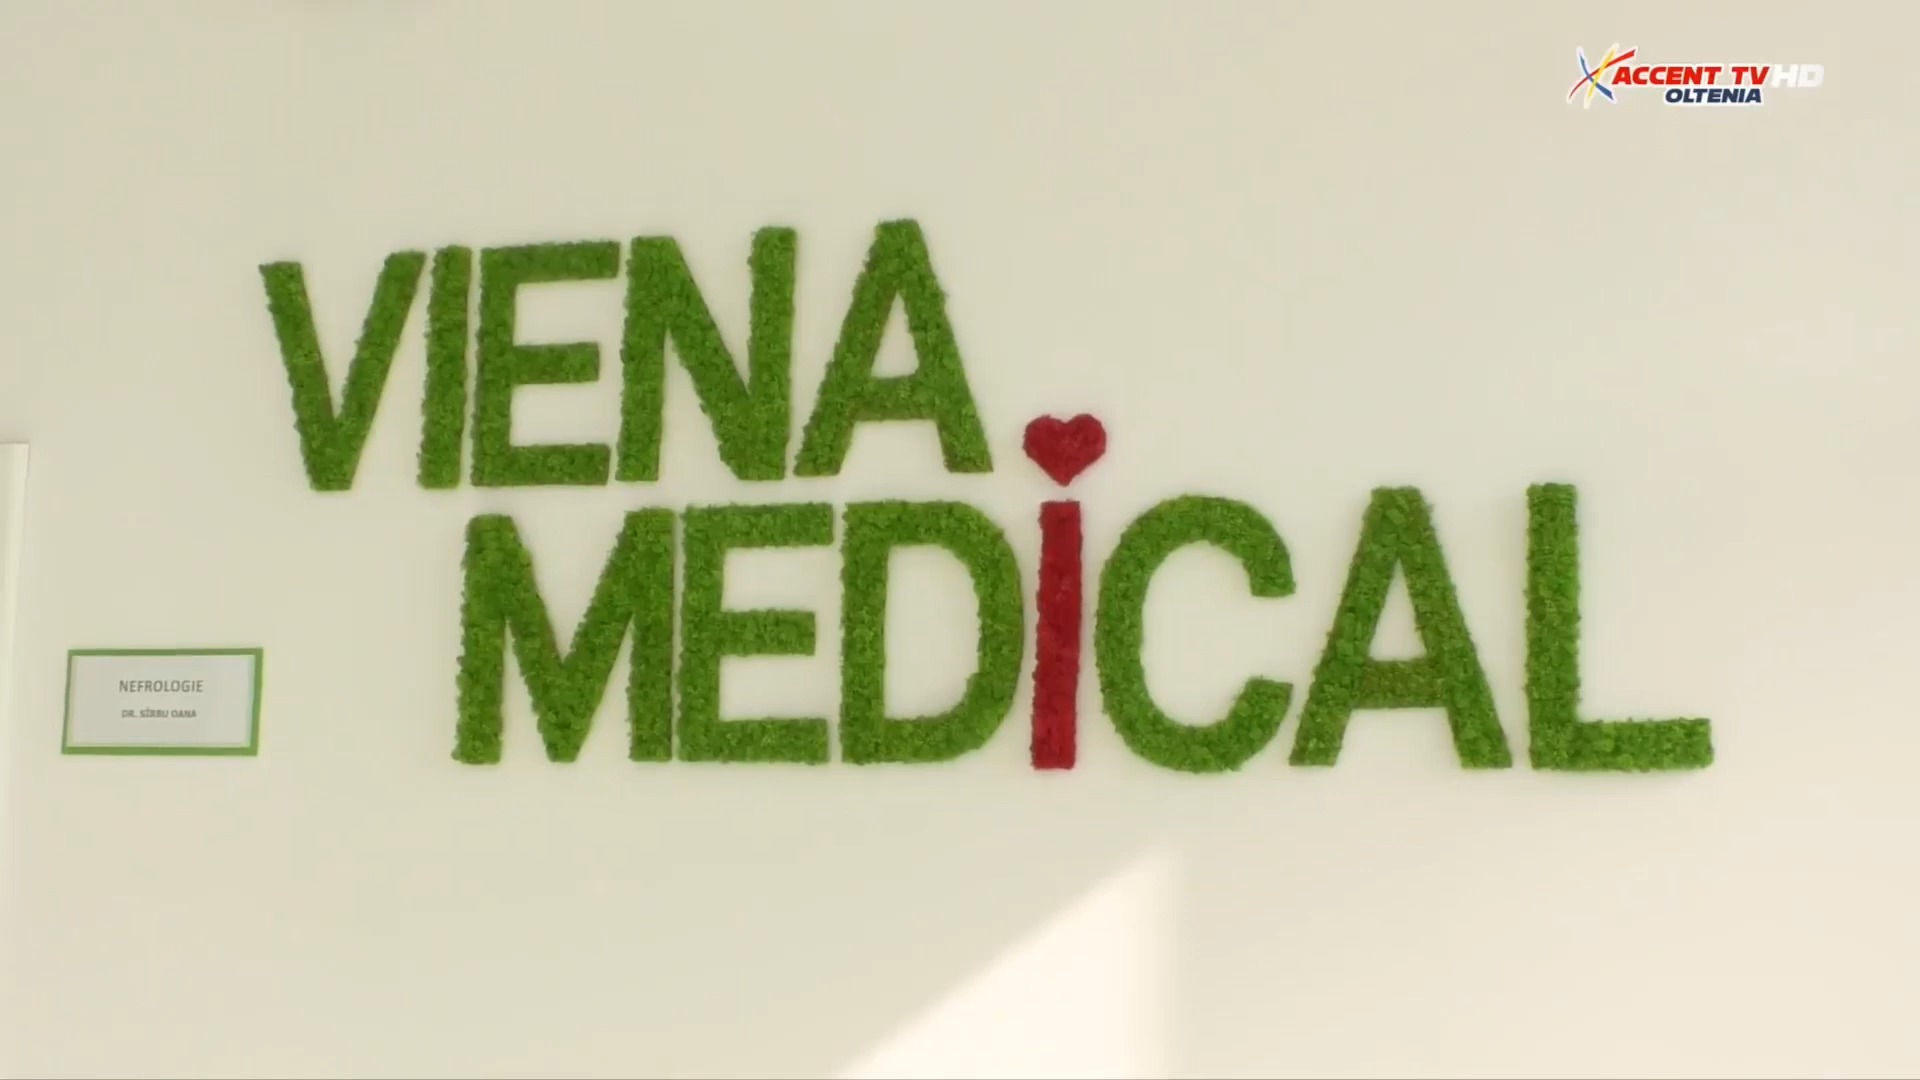 ACCENT TV HD
OLTENIA
VIENA
MEDiCAL
NEFROLOGIE
DR. SÎRBU OANA